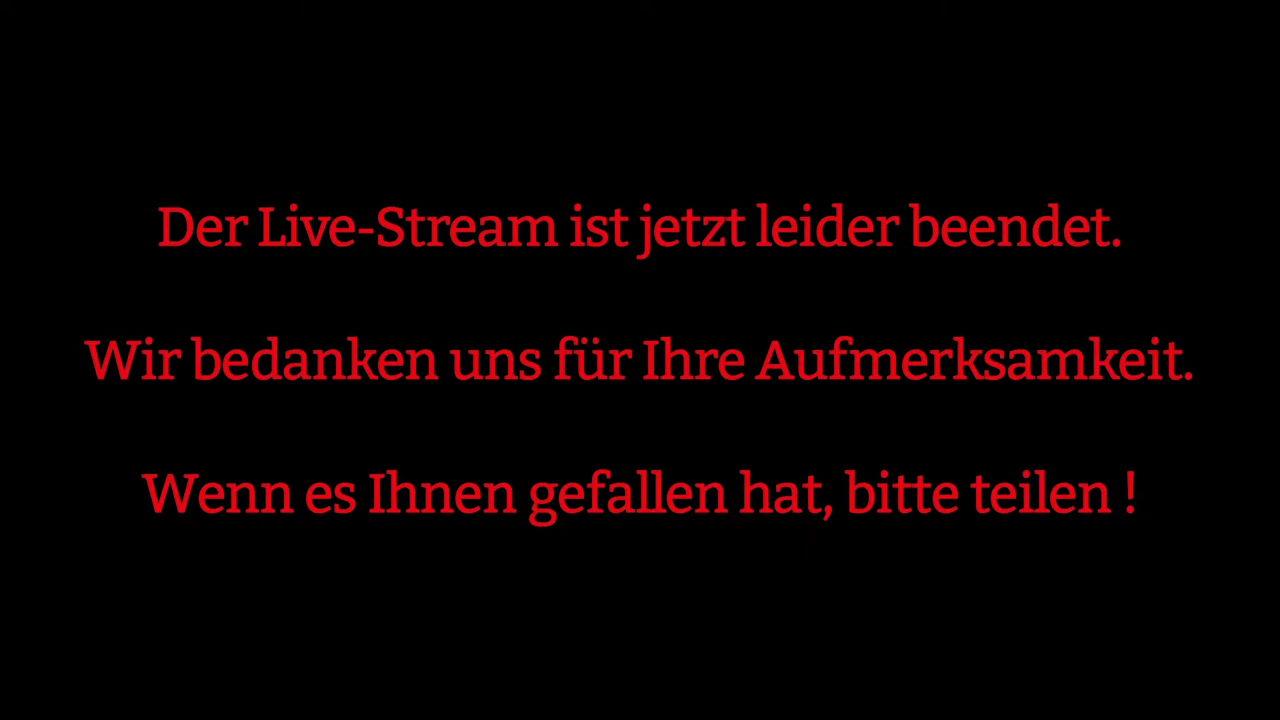 Der Live-Stream ist jetzt leider beendet.
Wir bedanken uns für Ihre Aufmerksamkeit.
Wenn es Ihnen gefallen hat, bitte teilen !